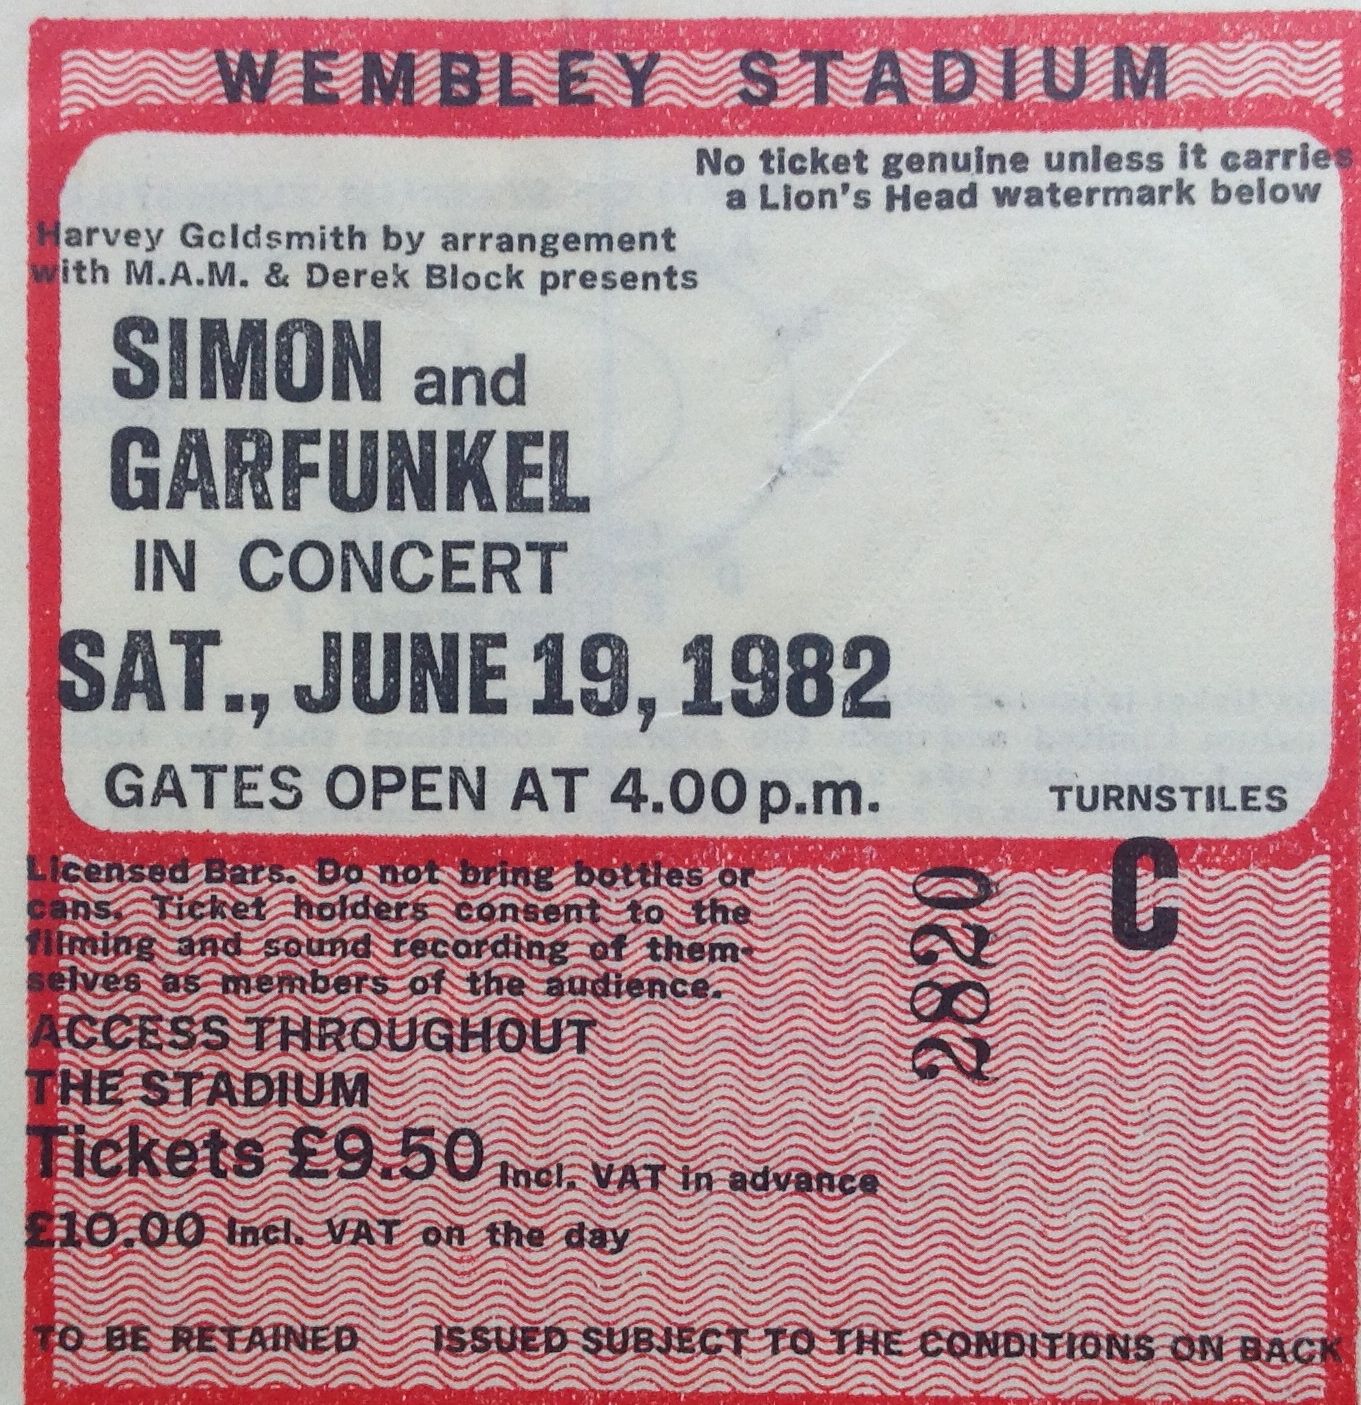 WEMBLEY STADIUM
No ticket genuine unless it carries
a Lion's Head watermark below
Harvey Goldsmith by arrangement
with M.A.M. & Derek Block presents
SIMON and
GARFUNKEL
IN CONCERT
SAT., JUNE 19, 1982
GATES OPEN AT 4.00 p.m.
TURNSTILES
C
2820
Licensed Bars. Do not bring bottles or
cans. Ticket holders consent to the
filming and sound recording of them-
selves as members of the audience.
ACCESS THROUGHOUT
THE STADIUM
Tickets £9.50 Incl. VAT in advance
£10.00 Incl. VAT on the day
TO BE RETAINED ISSUED SUBJECT TO THE CONDITIONS ON BACK